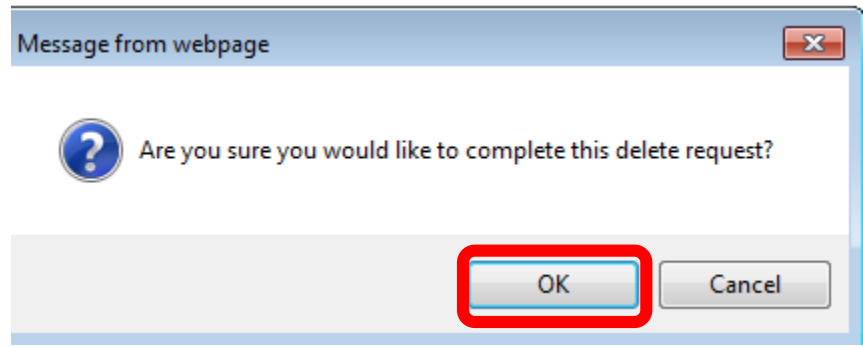 Message from webpage
Are you sure you would like to complete this delete request?
OK
Cancel